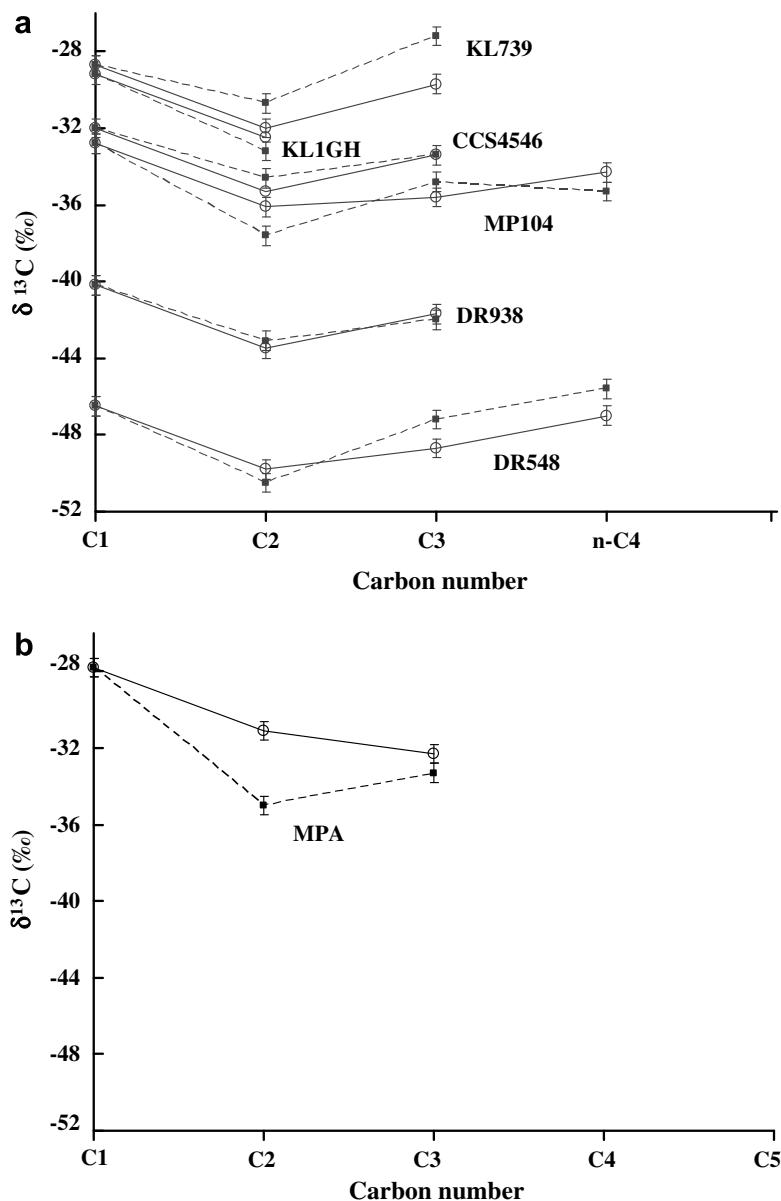 a
-28
-32
-36
-40
-44
-48
-52
δ ¹³C (‰)
KL739
KL1GH
CCS4546
MP104
DR938
DR548
C1 C2 C3 n-C4
Carbon number
b
-28
-32
-36
-40
-44
-48
-52
δ¹³C (‰)
MPA
C1 C2 C3 C4 C5
Carbon number